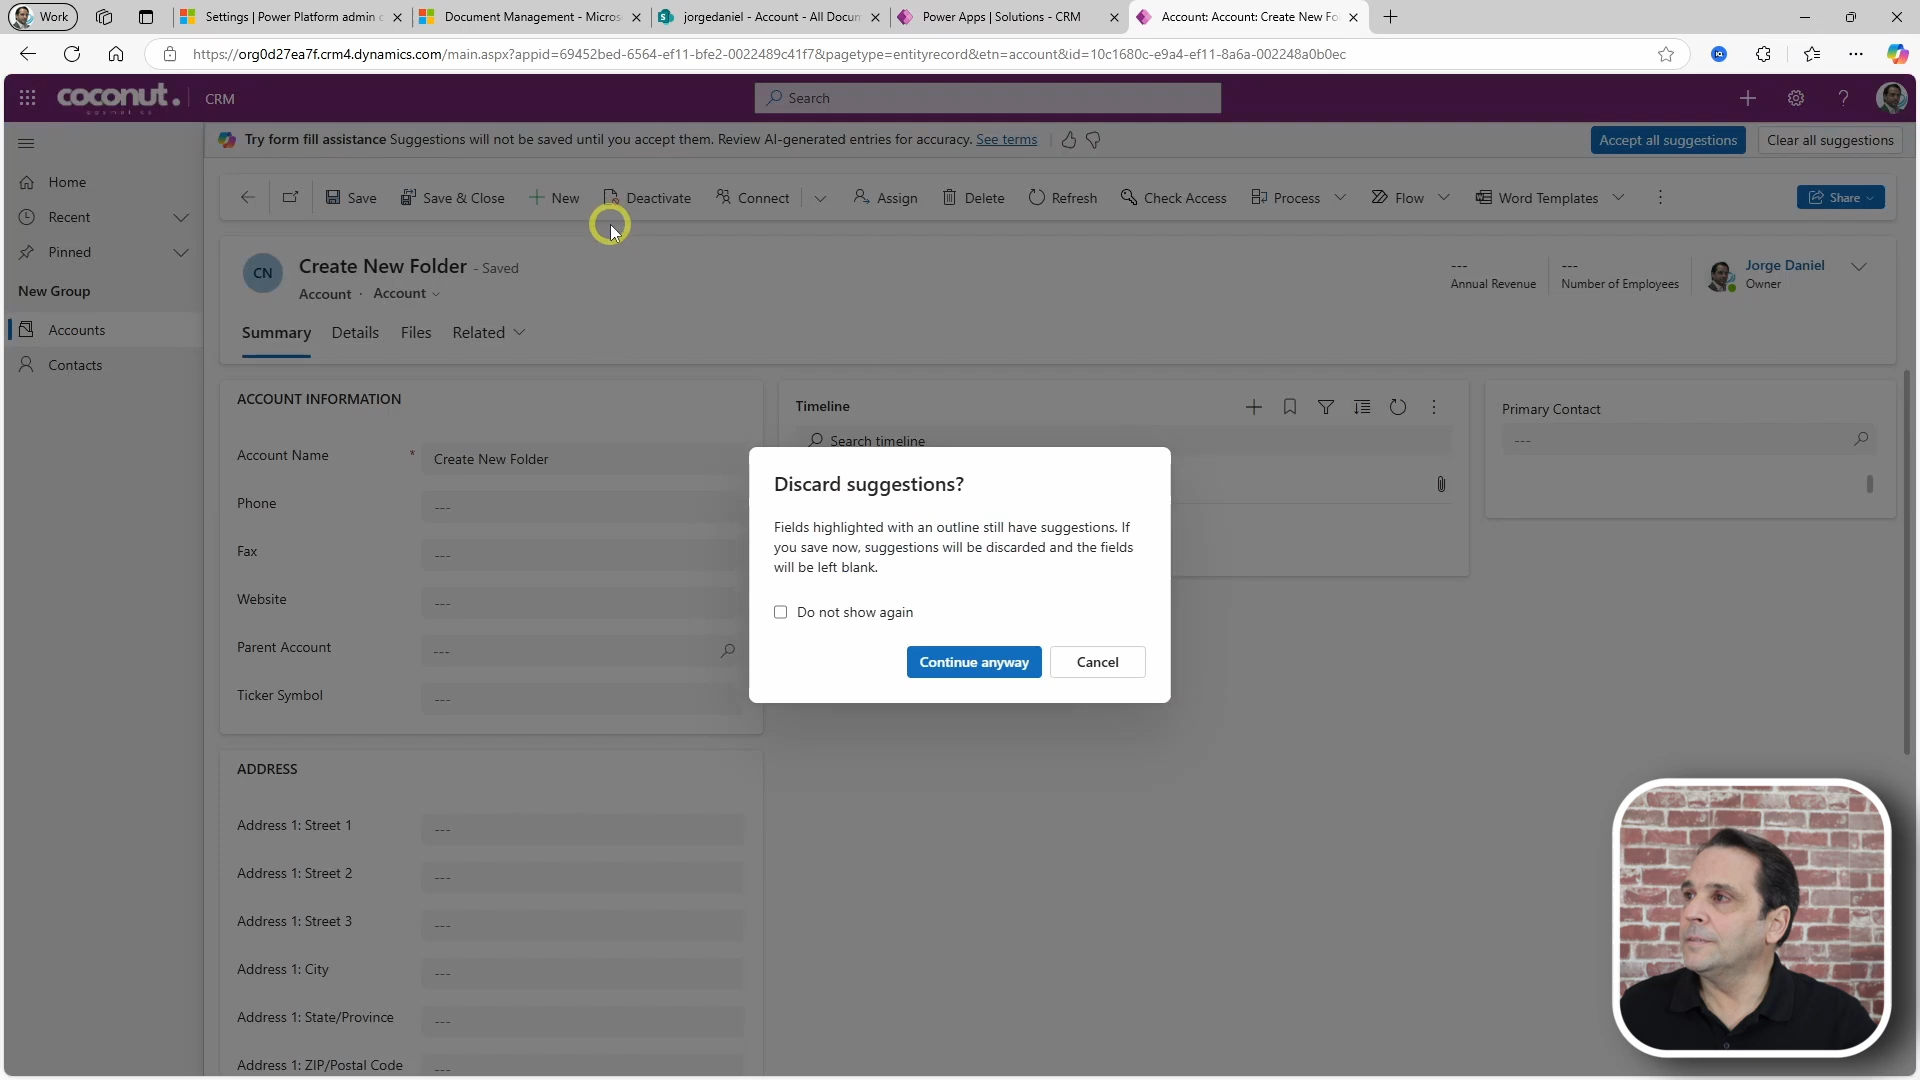 Work
Settings | Power Platform admin c
Document Management - Micros
jorgedaniel - Account - All Docum
Power Apps | Solutions - CRM
Account: Account: Create New Fo
https://org0d27ea7f.crm4.dynamics.com/main.aspx?appid=69452bed-6564-ef11-bfe2-0022489c41f7&pagetype=entityrecord&etn=account&id=10c1680c-e9a4-ef11-8a6a-002248a0b0ec
coconut.
CRM
Search
Try form fill assistance Suggestions will not be saved until you accept them. Review AI-generated entries for accuracy. See terms
Accept all suggestions
Clear all suggestions
Home
Recent
Pinned
New Group
Accounts
Contacts
Save
Save & Close
New
Deactivate
Connect
Assign
Delete
Refresh
Check Access
Process
Flow
Word Templates
Share
CN
Create New Folder - Saved
Account · Account
---
Annual Revenue
---
Number of Employees
Jorge Daniel
Owner
Summary
Details
Files
Related
ACCOUNT INFORMATION
Account Name * Create New Folder
Phone ---
Fax ---
Website ---
Parent Account ---
Ticker Symbol ---
ADDRESS
Address 1: Street 1 ---
Address 1: Street 2 ---
Address 1: Street 3 ---
Address 1: City ---
Address 1: State/Province ---
Address 1: ZIP/Postal Code ---
Timeline
Search timeline
Primary Contact
---
Discard suggestions?
Fields highlighted with an outline still have suggestions. If
you save now, suggestions will be discarded and the fields
will be left blank.
Do not show again
Continue anyway
Cancel